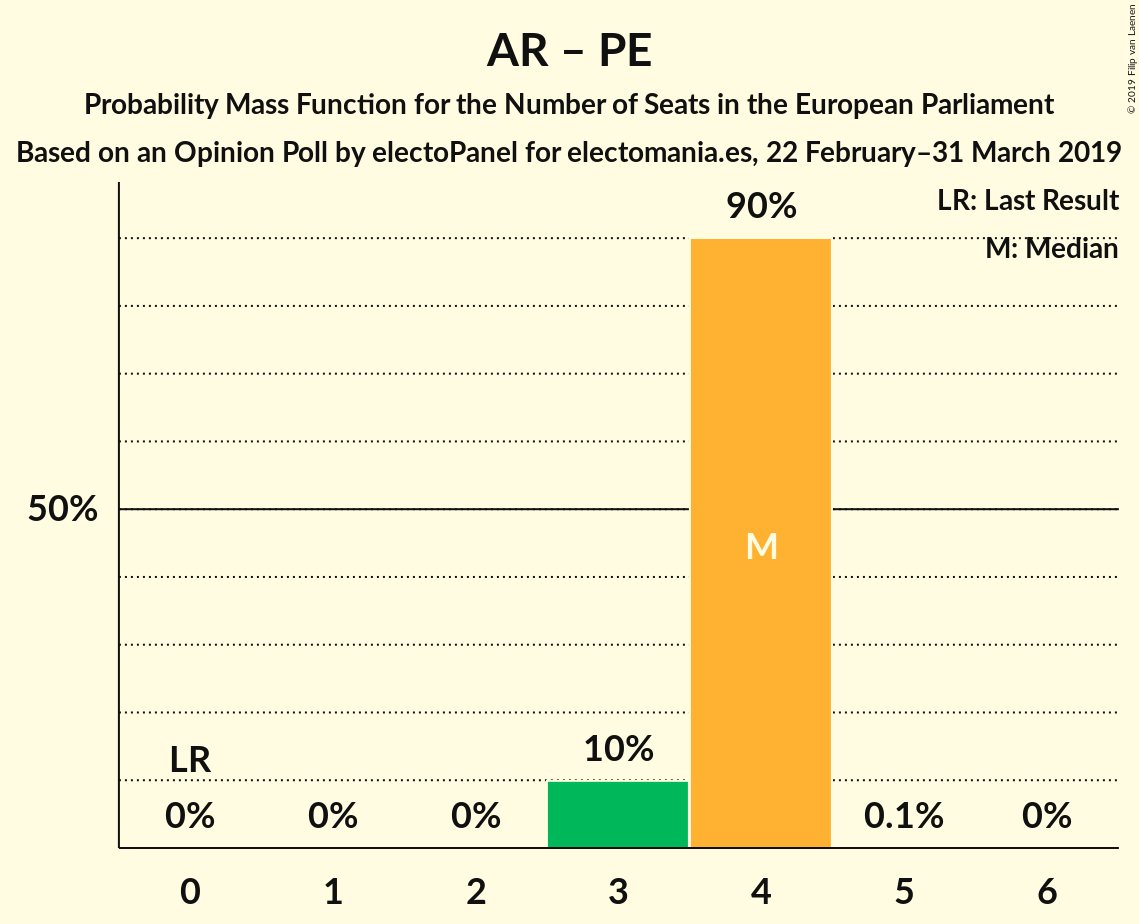 AR – PE
Probability Mass Function for the Number of Seats in the European Parliament
Based on an Opinion Poll by electoPanel for electomania.es, 22 February–31 March 2019
© 2019 Filip van Laenen
LR: Last Result
M: Median
90%
50%
M
10%
LR
0%
0%
0%
0.1%
0%
0
1
2
3
4
5
6